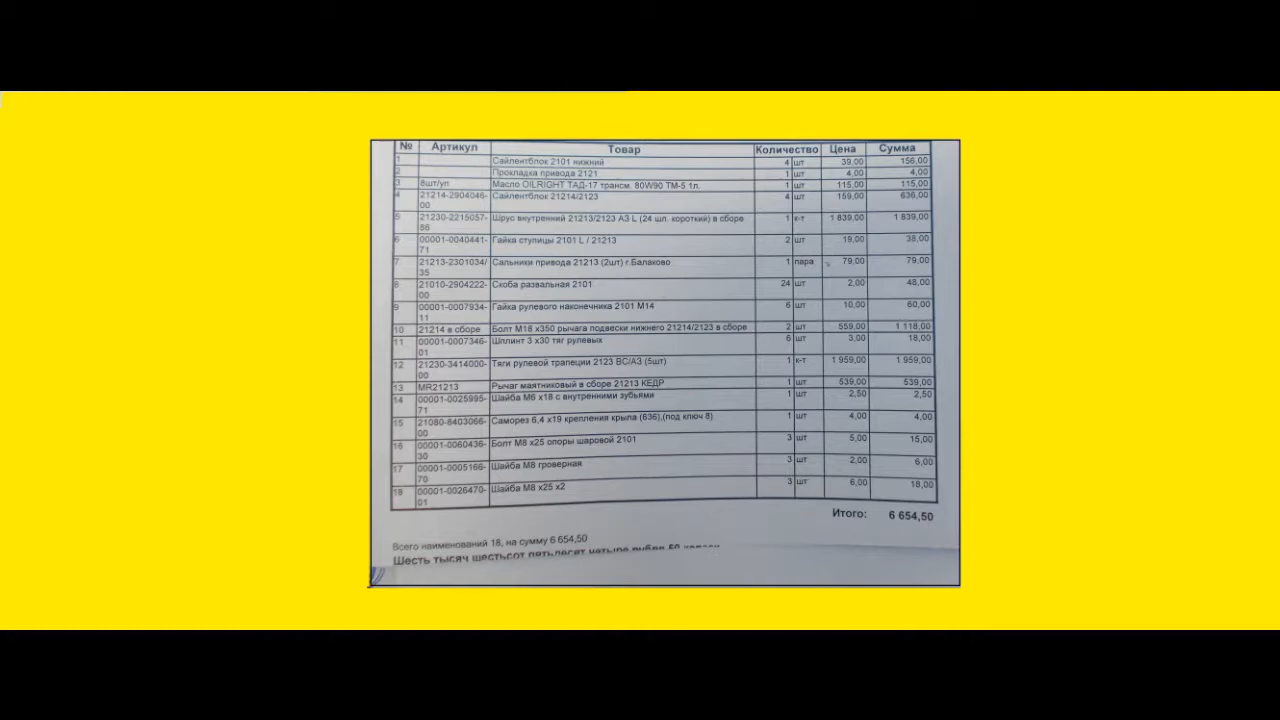 № Артикул Товар Количество Цена Сумма
1 Сайлентблок 2101 нижний 4 шт 39,00 156,00
2 Прокладка привода 2121 1 шт 4,00 4,00
3 8шт/уп Масло OILRIGHT ТАД-17 трансм. 80W90 ТМ-5 1л. 1 шт 115,00 115,00
4 21214-2904046- Сайлентблок 21214/2123 4 шт 159,00 636,00
00
5 21230-2215057- Шрус внутренний 21213/2123 АЗ L (24 шл. короткий) в сборе 1 к-т 1 839,00 1 839,00
86
6 00001-0040441- Гайка ступицы 2101 L / 21213 2 шт 19,00 38,00
71
7 21213-2301034/ Сальники привода 21213 (2шт) г.Балаково 1 пара 79,00 79,00
35
8 21010-2904222- Скоба развальная 2101 24 шт 2,00 48,00
00
9 00001-0007934- Гайка рулевого наконечника 2101 М14 6 шт 10,00 60,00
11
10 21214 в сборе Болт М18 х350 рычага подвески нижнего 21214/2123 в сборе 2 шт 559,00 1 118,00
11 00001-0007346- Шплинт 3 х30 тяг рулевых 6 шт 3,00 18,00
01
12 21230-3414000- Тяги рулевой трапеции 2123 ВС/АЗ (5шт) 1 к-т 1 959,00 1 959,00
00
13 MR21213 Рычаг маятниковый в сборе 21213 КЕДР 1 шт 539,00 539,00
14 00001-0025995- Шайба М6 х18 с внутренними зубьями 1 шт 2,50 2,50
71
15 21080-8403066- Саморез 6,4 х19 крепления крыла (636),(под ключ 8) 1 шт 4,00 4,00
00
16 00001-0060436- Болт М8 х25 опоры шаровой 2101 3 шт 5,00 15,00
30
17 00001-0005166- Шайба М8 гроверная 3 шт 2,00 6,00
70
18 00001-0026470- Шайба М8 х25 х2 3 шт 6,00 18,00
01
Итого: 6 654,50
Всего наименований 18, на сумму 6 654,50
Шесть тысяч шестьсот пятьдесят четыре рубля 50 копеек